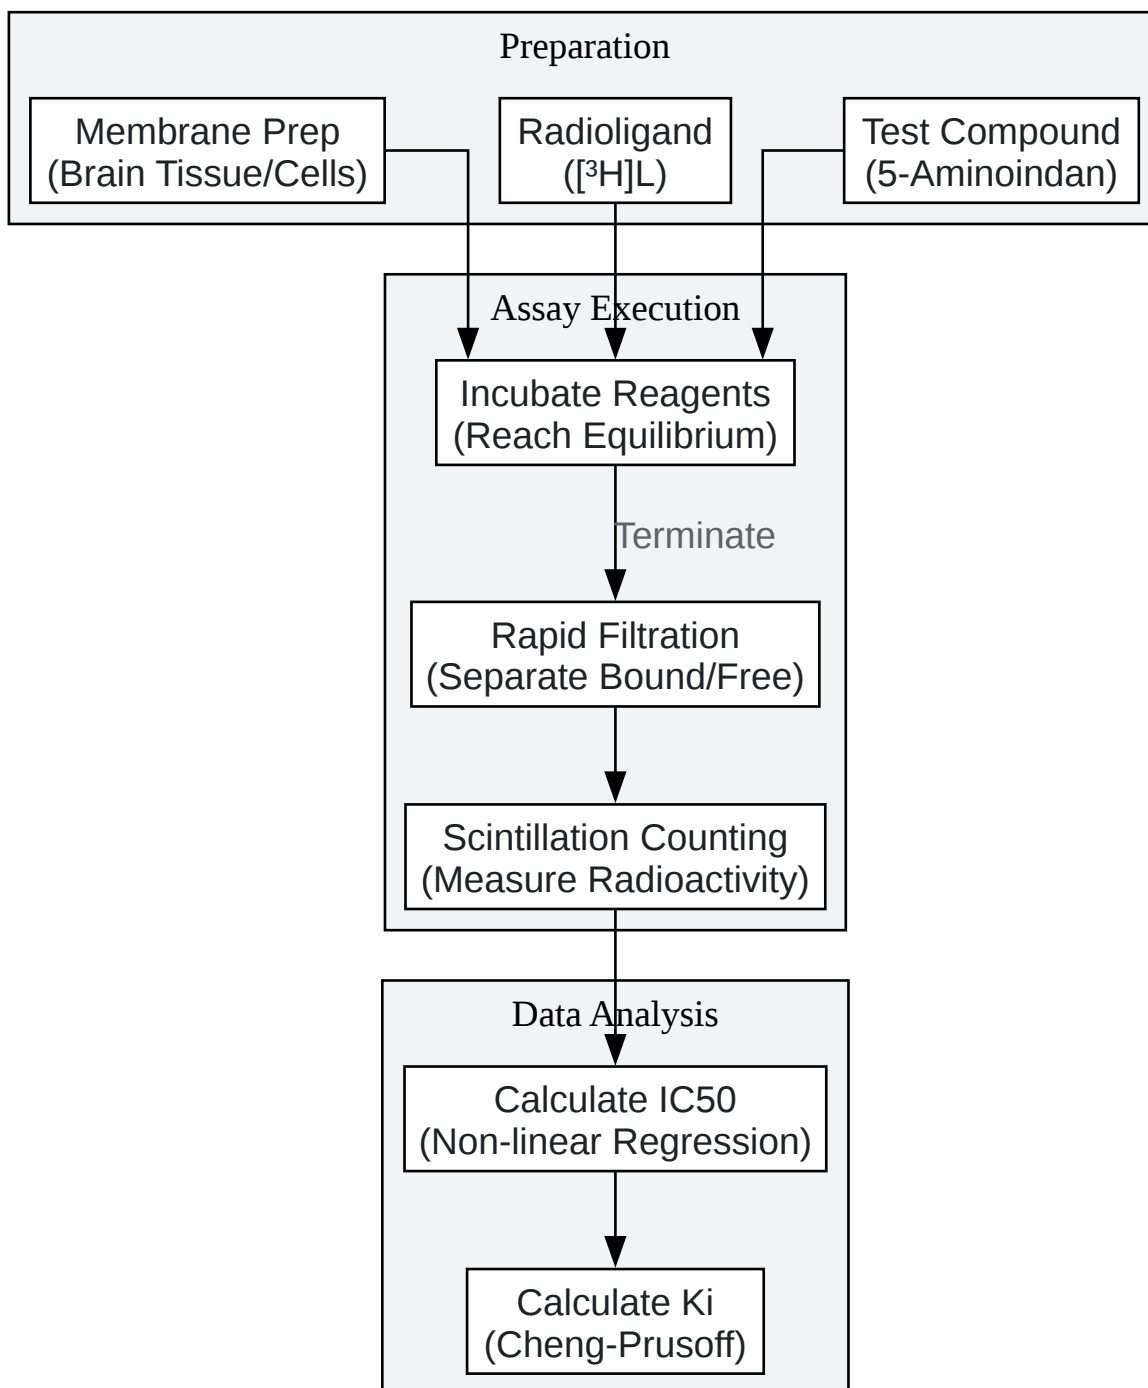 Preparation
Membrane Prep
(Brain Tissue/Cells)
Radioligand
([³H]L)
Test Compound
(5-Aminoindan)
Assay Execution
Incubate Reagents
(Reach Equilibrium)
Terminate
Rapid Filtration
(Separate Bound/Free)
Scintillation Counting
(Measure Radioactivity)
Data Analysis
Calculate IC50
(Non-linear Regression)
Calculate Ki
(Cheng-Prusoff)